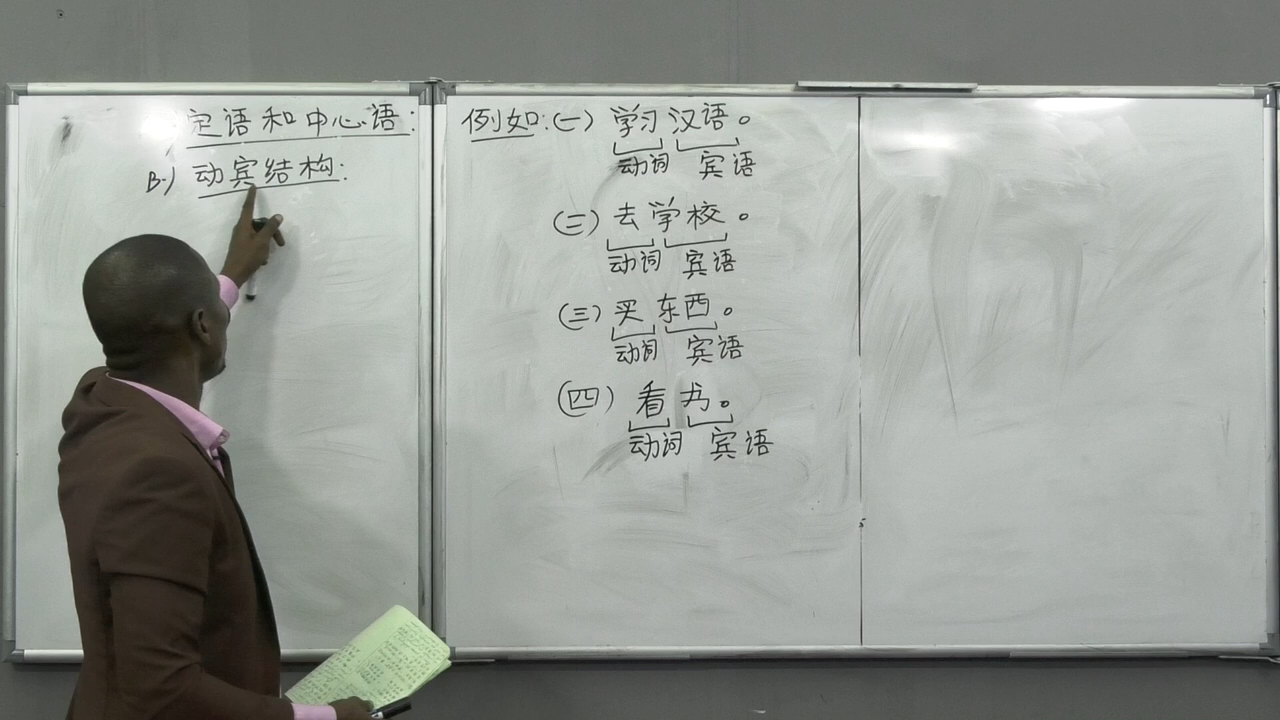 定语和中心语:
B.) 动宾结构:
例如: (一) 学习 汉语。
动词 宾语
(二) 去 学校。
动词 宾语
(三) 买 东西。
动词 宾语
(四) 看 书。
动词 宾语